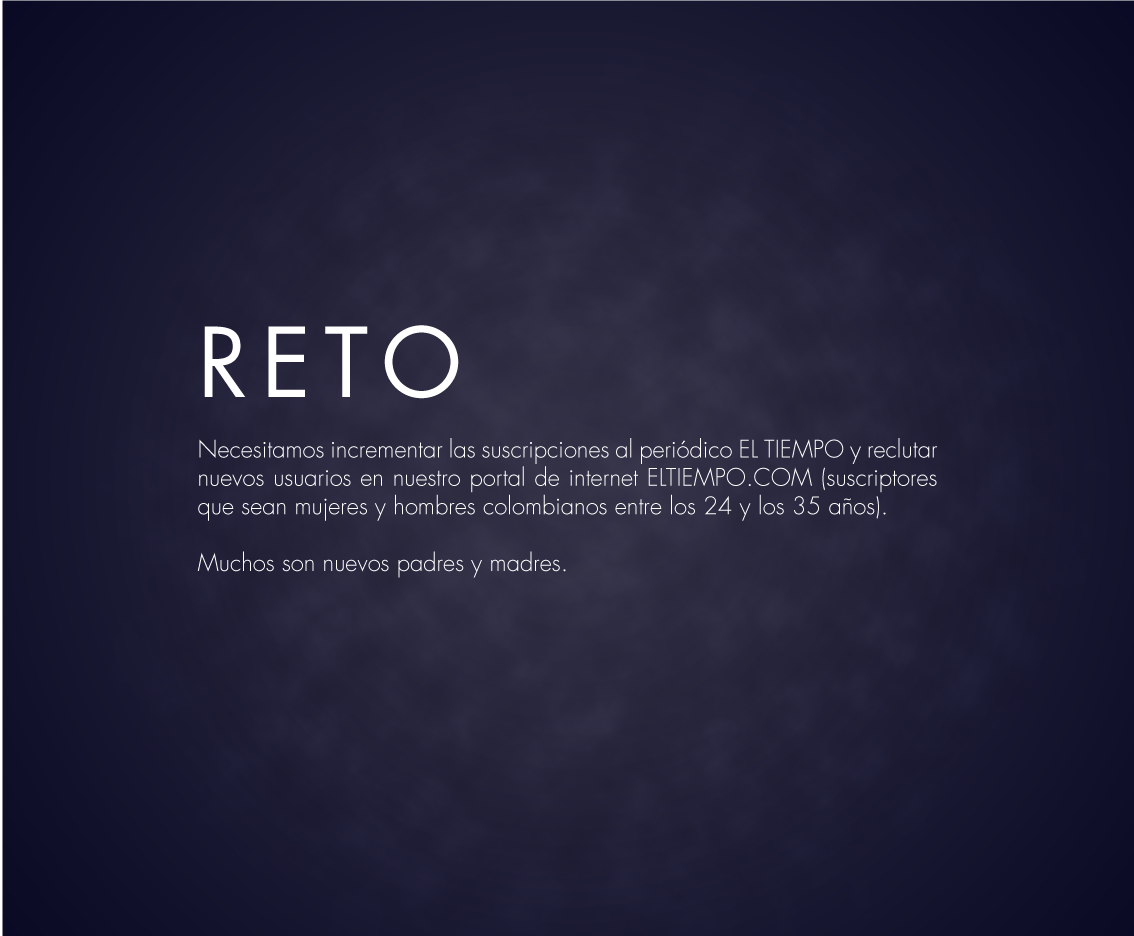 RETO
Necesitamos incrementar las suscripciones al periódico EL TIEMPO y reclutar
nuevos usuarios en nuestro portal de internet ELTIEMPO.COM (suscriptores
que sean mujeres y hombres colombianos entre los 24 y los 35 años).
Muchos son nuevos padres y madres.